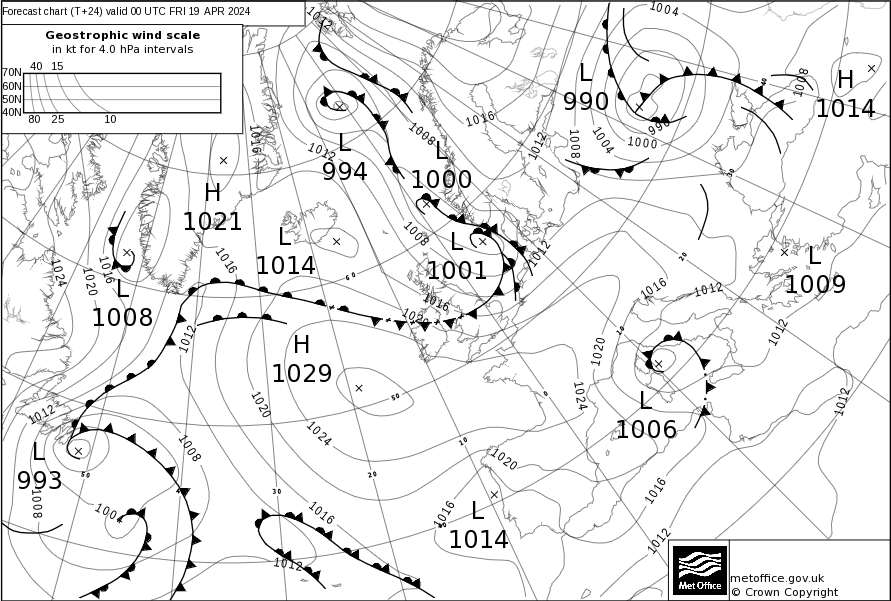 Forecast chart (T+24) valid 00 UTC FRI 19 APR 2024
Geostrophic wind scale
in kt for 4.0 hPa intervals
40 15
70N
60N
50N
40N
80 25 10
1012
1004
L
990
H
1014
1008
40
1016
1016
1008
1012
L
994
L
1000
1012
1008
1004
990
1000
30
H
1021
L
1014
1008
L
1001
1012
L
1009
1024
1020
1016
1016
60
20
L
1008
1016
1020
1016
1012
1012
1012
H
1029
10
1020
50
0
1024
1012
1020
1024
L
1006
1012
1012
L
993
50
1008
10
20
1020
1008
1004
40
30
1016
1016
40
L
1014
1016
1012
1012
Met Office
metoffice.gov.uk
© Crown Copyright